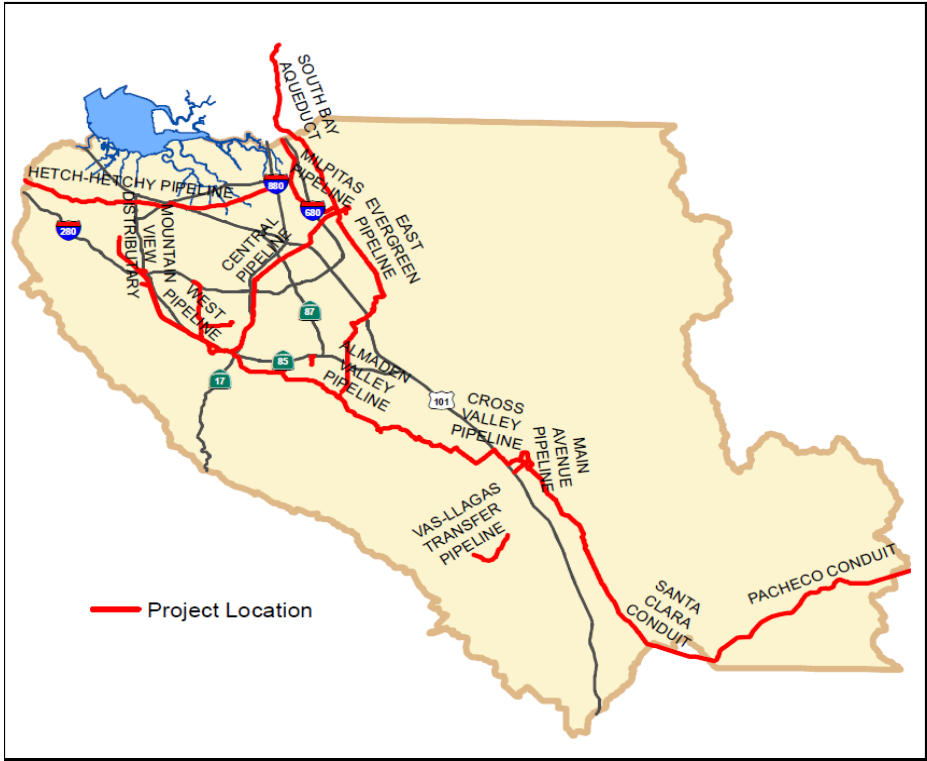 SOUTH BAY
AQUEDUCT
MILPITAS
PIPELINE
HETCH-HETCHY PIPELINE
880
680
280
EAST
EVERGREEN
PIPELINE
MOUNTAIN
VIEW
DISTRIBUTARY
CENTRAL
PIPELINE
WEST
PIPELINE
87
85
17
ALMADEN
VALLEY
PIPELINE
101
CROSS
VALLEY
PIPELINE
MAIN
AVENUE
PIPELINE
VAS-LLAGAS
TRANSFER
PIPELINE
SANTA
CLARA
CONDUIT
PACHECO CONDUIT
Project Location